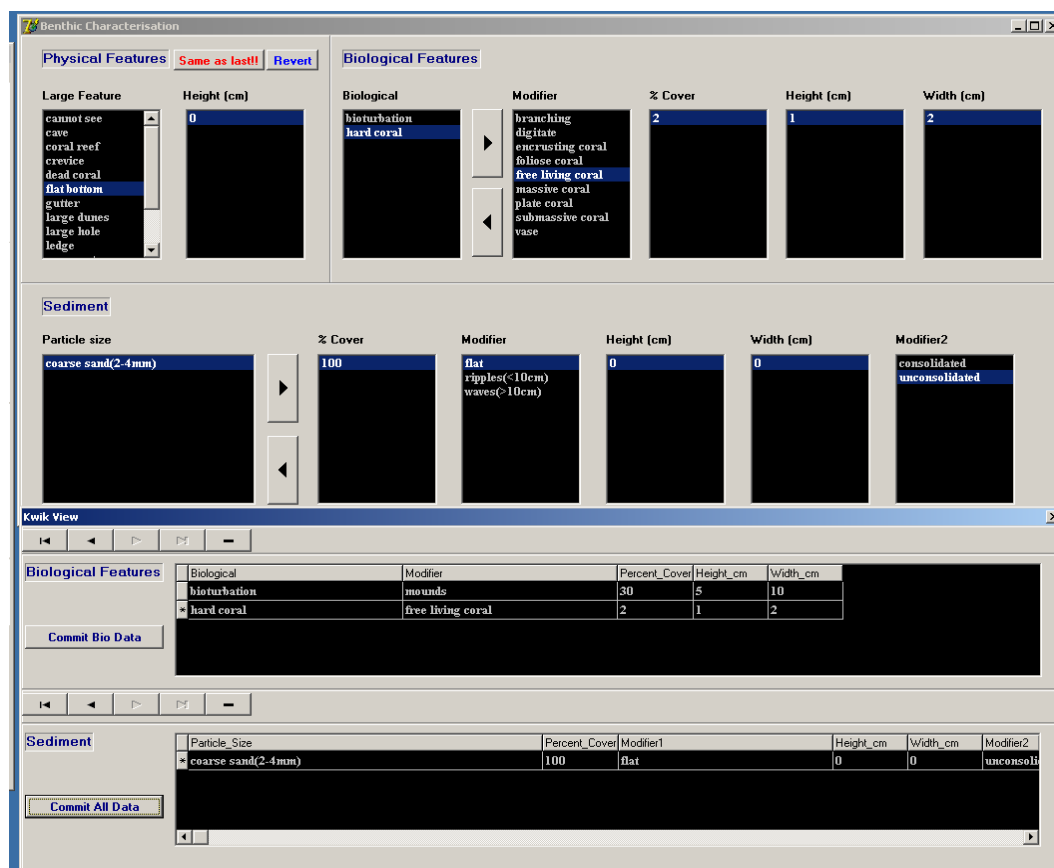 Benthic Characterisation
Physical Features Same as last!! Revert Biological Features
Large Feature Height (cm) Biological Modifier % Cover Height (cm) Width (cm)
cannot see
cave
coral reef
crevice
dead coral
flat bottom
gutter
large dunes
large hole
ledge
0
bioturbation
hard coral
branching
digitate
encrusting coral
foliose coral
free living coral
massive coral
plate coral
submassive coral
vase
2
1
2
Sediment
Particle size % Cover Modifier Height (cm) Width (cm) Modifier2
coarse sand(2-4mm)
100
flat
ripples(<10cm)
waves(>10cm)
0
0
consolidated
unconsolidated
Kwik View
Biological Features
Biological Modifier Percent_Cover Height_cm Width_cm
bioturbation mounds 30 5 10
* hard coral free living coral 2 1 2
Commit Bio Data
Sediment
Particle_Size Percent_Cover Modifier1 Height_cm Width_cm Modifier2
* coarse sand(2-4mm) 100 flat 0 0 unconsoli
Commit All Data